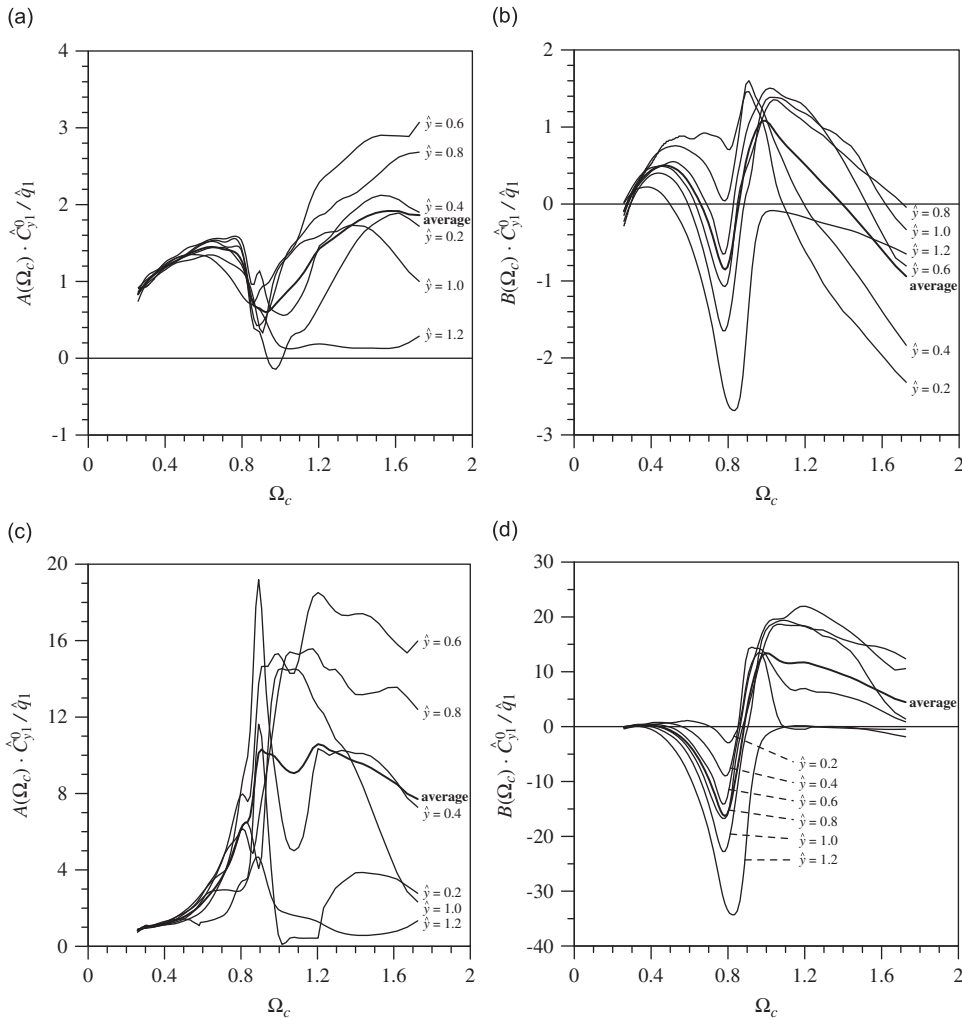 (a)
4
3
2
1
0
-1
A(Ω_c) · Ĉ⁰_y1 / q̂₁
0 0.4 0.8 1.2 1.6 2
Ω_c
ŷ = 0.6
ŷ = 0.8
ŷ = 0.4
average
ŷ = 0.2
ŷ = 1.0
ŷ = 1.2
(b)
2
1
0
-1
-2
-3
B(Ω_c) · Ĉ⁰_y1 / q̂₁
0 0.4 0.8 1.2 1.6 2
Ω_c
ŷ = 0.8
ŷ = 1.0
ŷ = 1.2
ŷ = 0.6
average
ŷ = 0.4
ŷ = 0.2
(c)
20
16
12
8
4
0
A(Ω_c) · Ĉ⁰_y1 / q̂₁
0 0.4 0.8 1.2 1.6 2
Ω_c
ŷ = 0.6
ŷ = 0.8
average
ŷ = 0.4
ŷ = 0.2
ŷ = 1.0
ŷ = 1.2
(d)
30
20
10
0
-10
-20
-30
-40
B(Ω_c) · Ĉ⁰_y1 / q̂₁
0 0.4 0.8 1.2 1.6 2
Ω_c
average
ŷ = 0.2
ŷ = 0.4
ŷ = 0.6
ŷ = 0.8
ŷ = 1.0
ŷ = 1.2